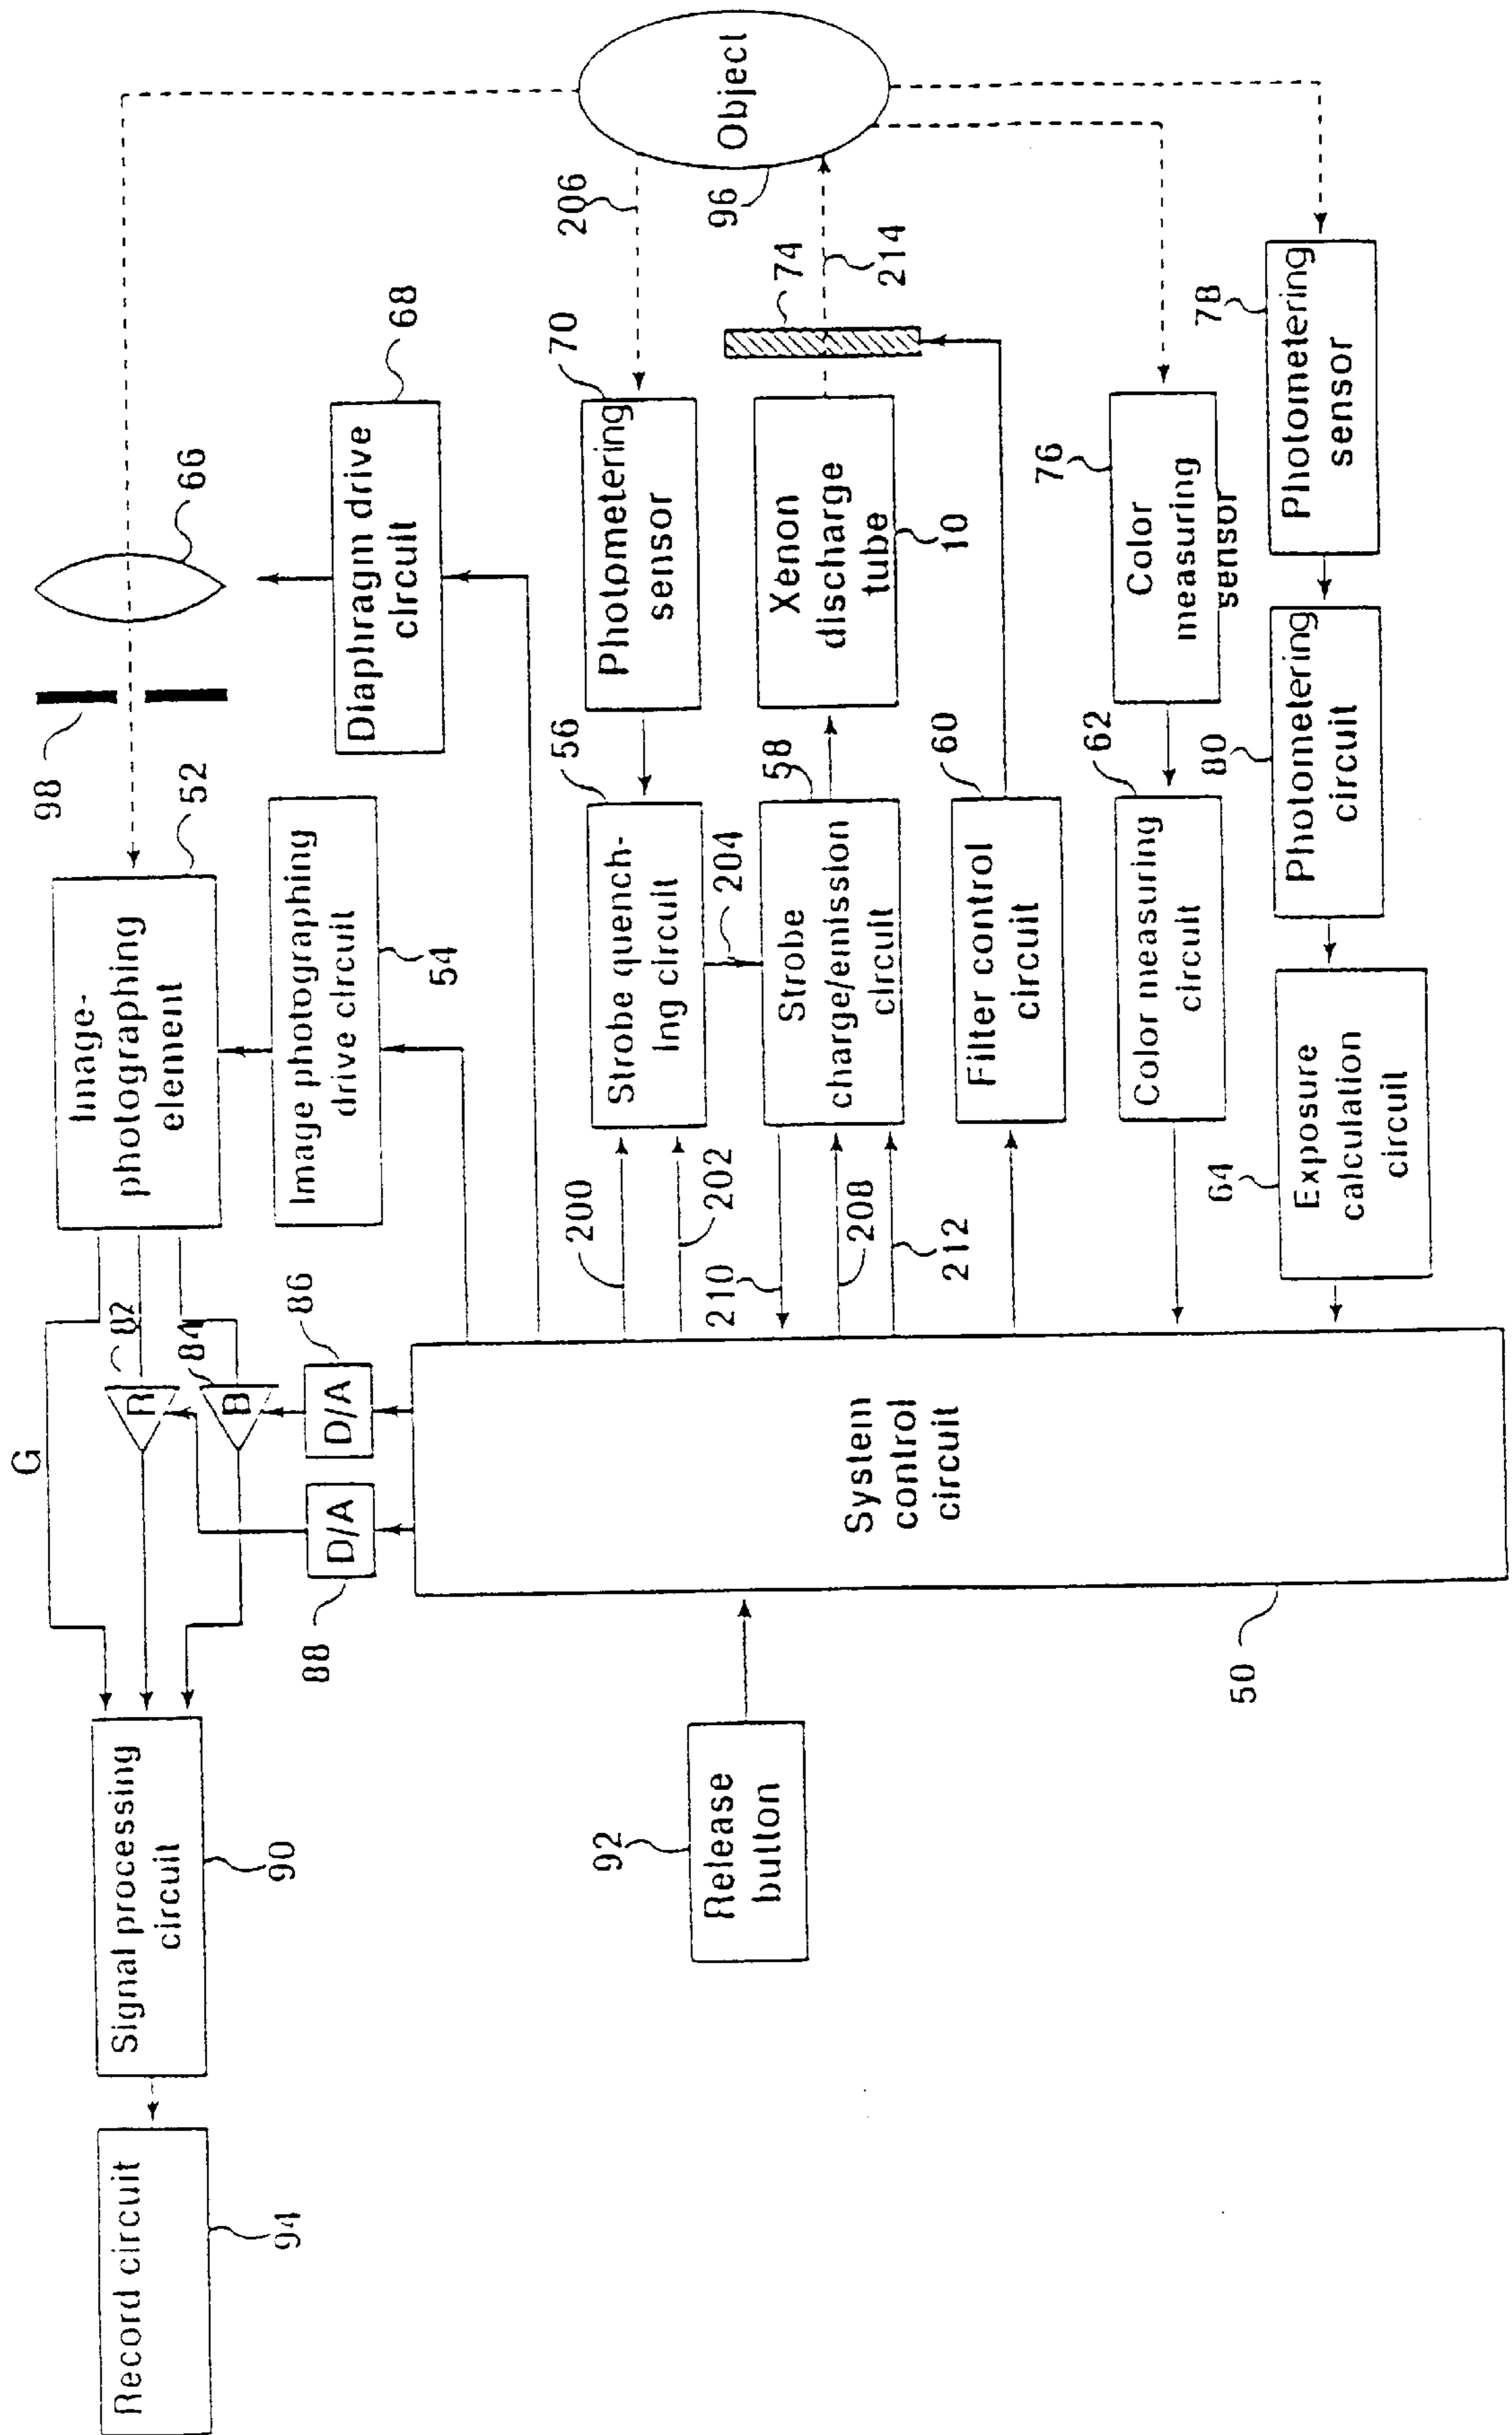 Record circuit
94
Signal processing
circuit
90
G
R
82
B
84
D/A
88
D/A
86
Image-
photographing
element
52
98
66
Image photographing
drive circuit
54
Diaphragm drive
circuit
68
Release
button
92
System
control
circuit
50
200
202
210
208
212
Strobe quench-
ing circuit
56
204
Strobe
charge/emission
circuit
58
Filter control
circuit
60
Color measuring
circuit
62
Exposure
calculation
circuit
64
Photometering
sensor
70
206
Xenon
discharge
tube
10
74
214
Object
96
Color
measuring
sensor
76
Photometering
circuit
80
Photometering
sensor
78